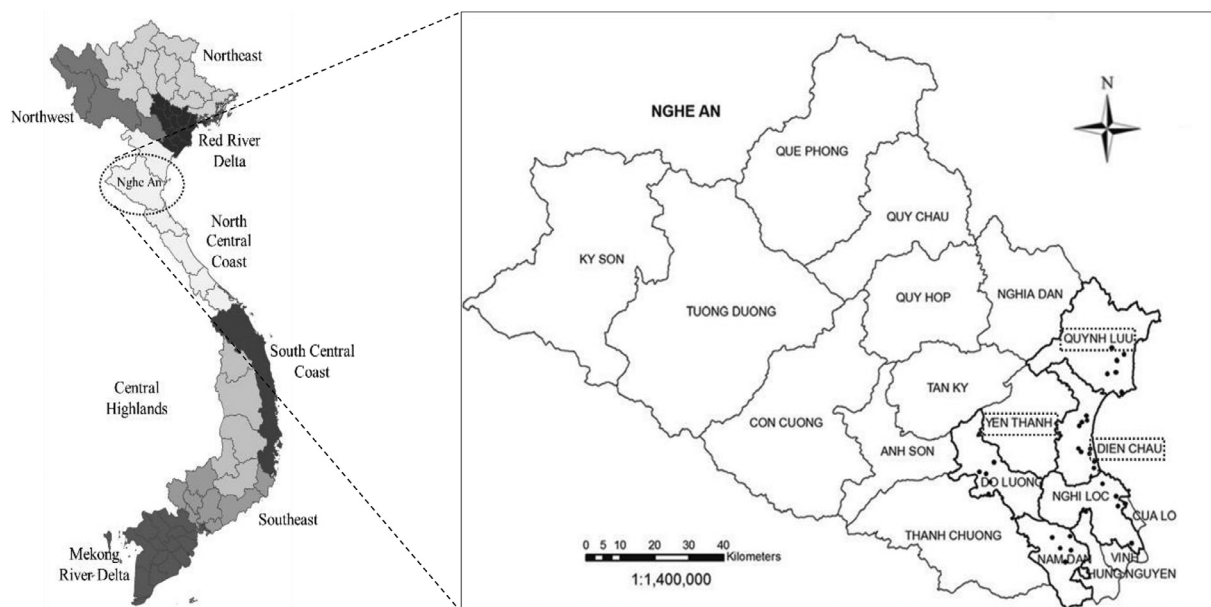 Northeast
Northwest
Red River
Delta
Nghe An
North
Central
Coast
South Central
Coast
Central
Highlands
Southeast
Mekong
River Delta
NGHE AN
N
QUE PHONG
QUY CHAU
KY SON
QUY HOP
NGHIA DAN
TUONG DUONG
QUYNH LUU
TAN KY
CON CUONG
YEN THANH
ANH SON
DIEN CHAU
DO LUONG
NGHI LOC
CUA LO
THANH CHUONG
VINH
NAM DAN
HUNG NGUYEN
0 5 10 20 30 40
Kilometers
1:1,400,000